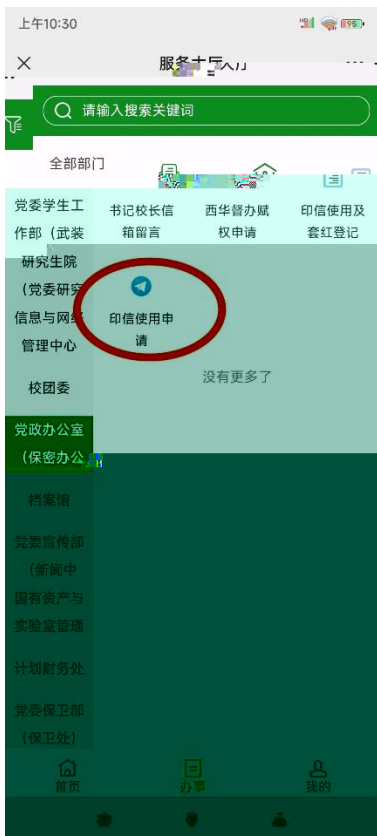 上午10:30
服务大厅
请输入搜索关键词
全部部门
党委学生工
作部（武装
研究生院
（党委研究
信息与网络
管理中心
校团委
党政办公室
（保密办公
档案馆
党委宣传部
（新闻中
国有资产与
实验室管理
计划财务处
党委保卫部
（保卫处）
书记校长信
箱留言
西华督办赋
权申请
印信使用及
套红登记
印信使用申
请
没有更多了
首页
办事
我的